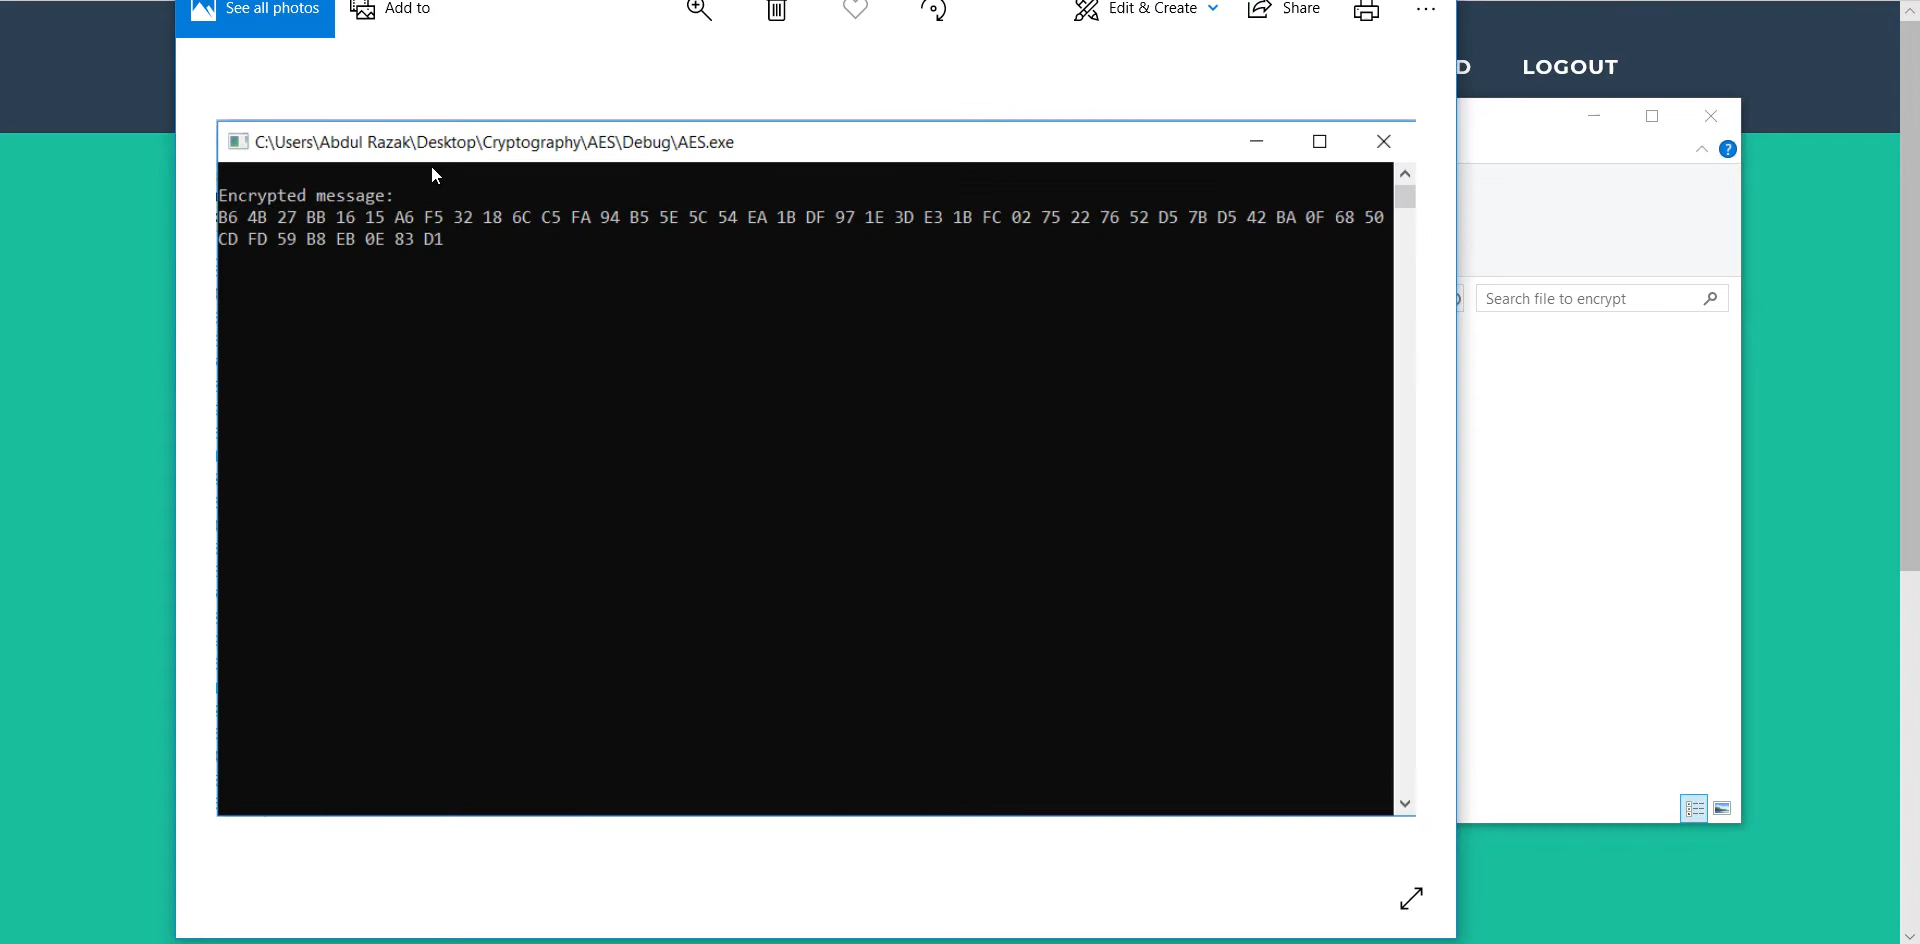 See all photos
Add to
Edit & Create
Share
D
LOGOUT
C:\Users\Abdul Razak\Desktop\Cryptography\AES\Debug\AES.exe
Encrypted message:
B6 4B 27 BB 16 15 A6 F5 32 18 6C C5 FA 94 B5 5E 5C 54 EA 1B DF 97 1E 3D E3 1B FC 02 75 22 76 52 D5 7B D5 42 BA 0F 68 50
CD FD 59 B8 EB 0E 83 D1
Search file to encrypt